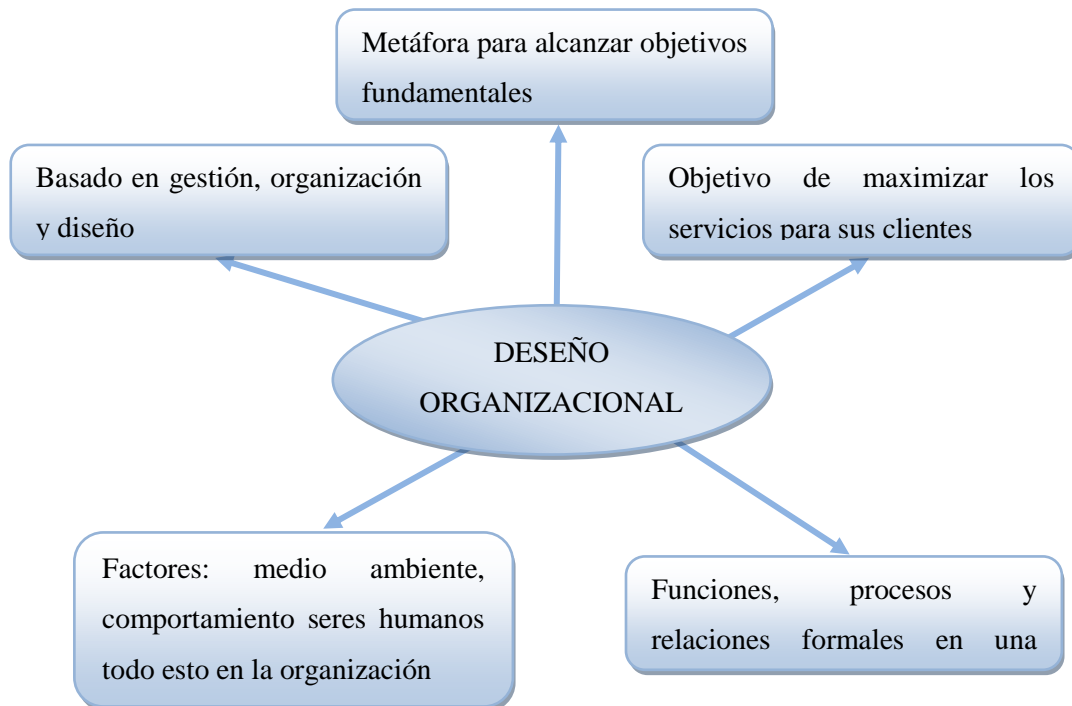 Metáfora para alcanzar objetivos
fundamentales
Basado en gestión, organización
y diseño
Objetivo de maximizar los
servicios para sus clientes
DESEÑO
ORGANIZACIONAL
Factores: medio ambiente,
comportamiento seres humanos
todo esto en la organización
Funciones, procesos y
relaciones formales en una